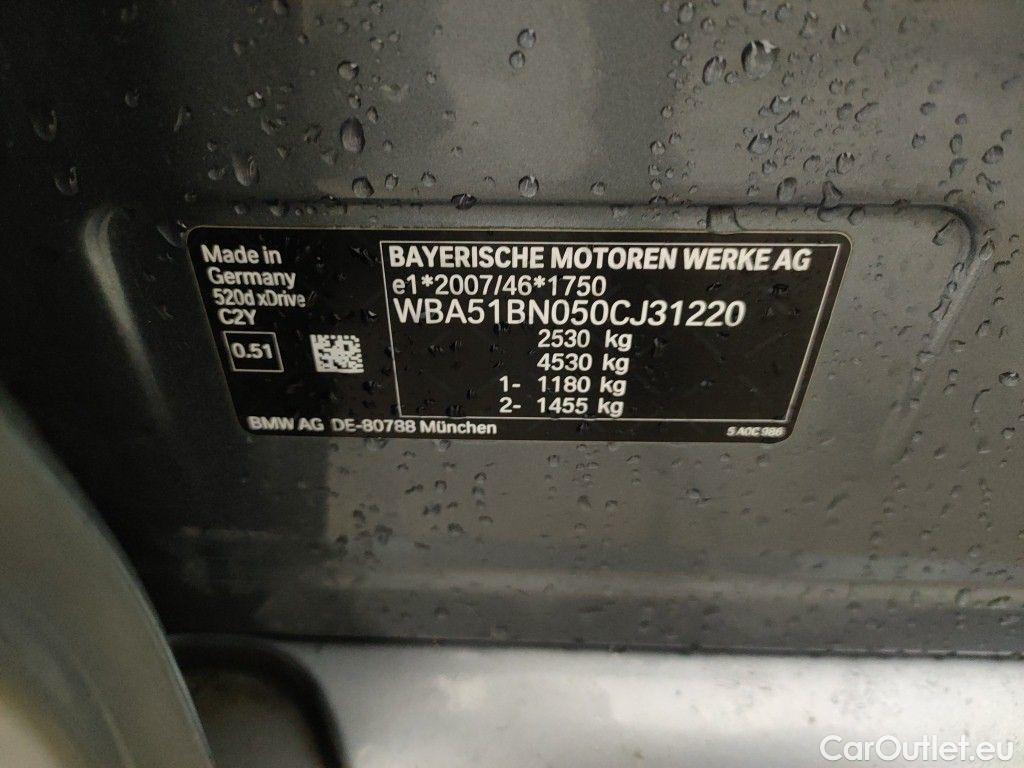 Made in
Germany
520d xDrive
C2Y
0.51
BAYERISCHE MOTOREN WERKE AG
e1*2007/46*1750
WBA51BN050CJ31220
2530 kg
4530 kg
1- 1180 kg
2- 1455 kg
BMW AG DE-80788 München
5 A0C 986
CarOutlet.eu